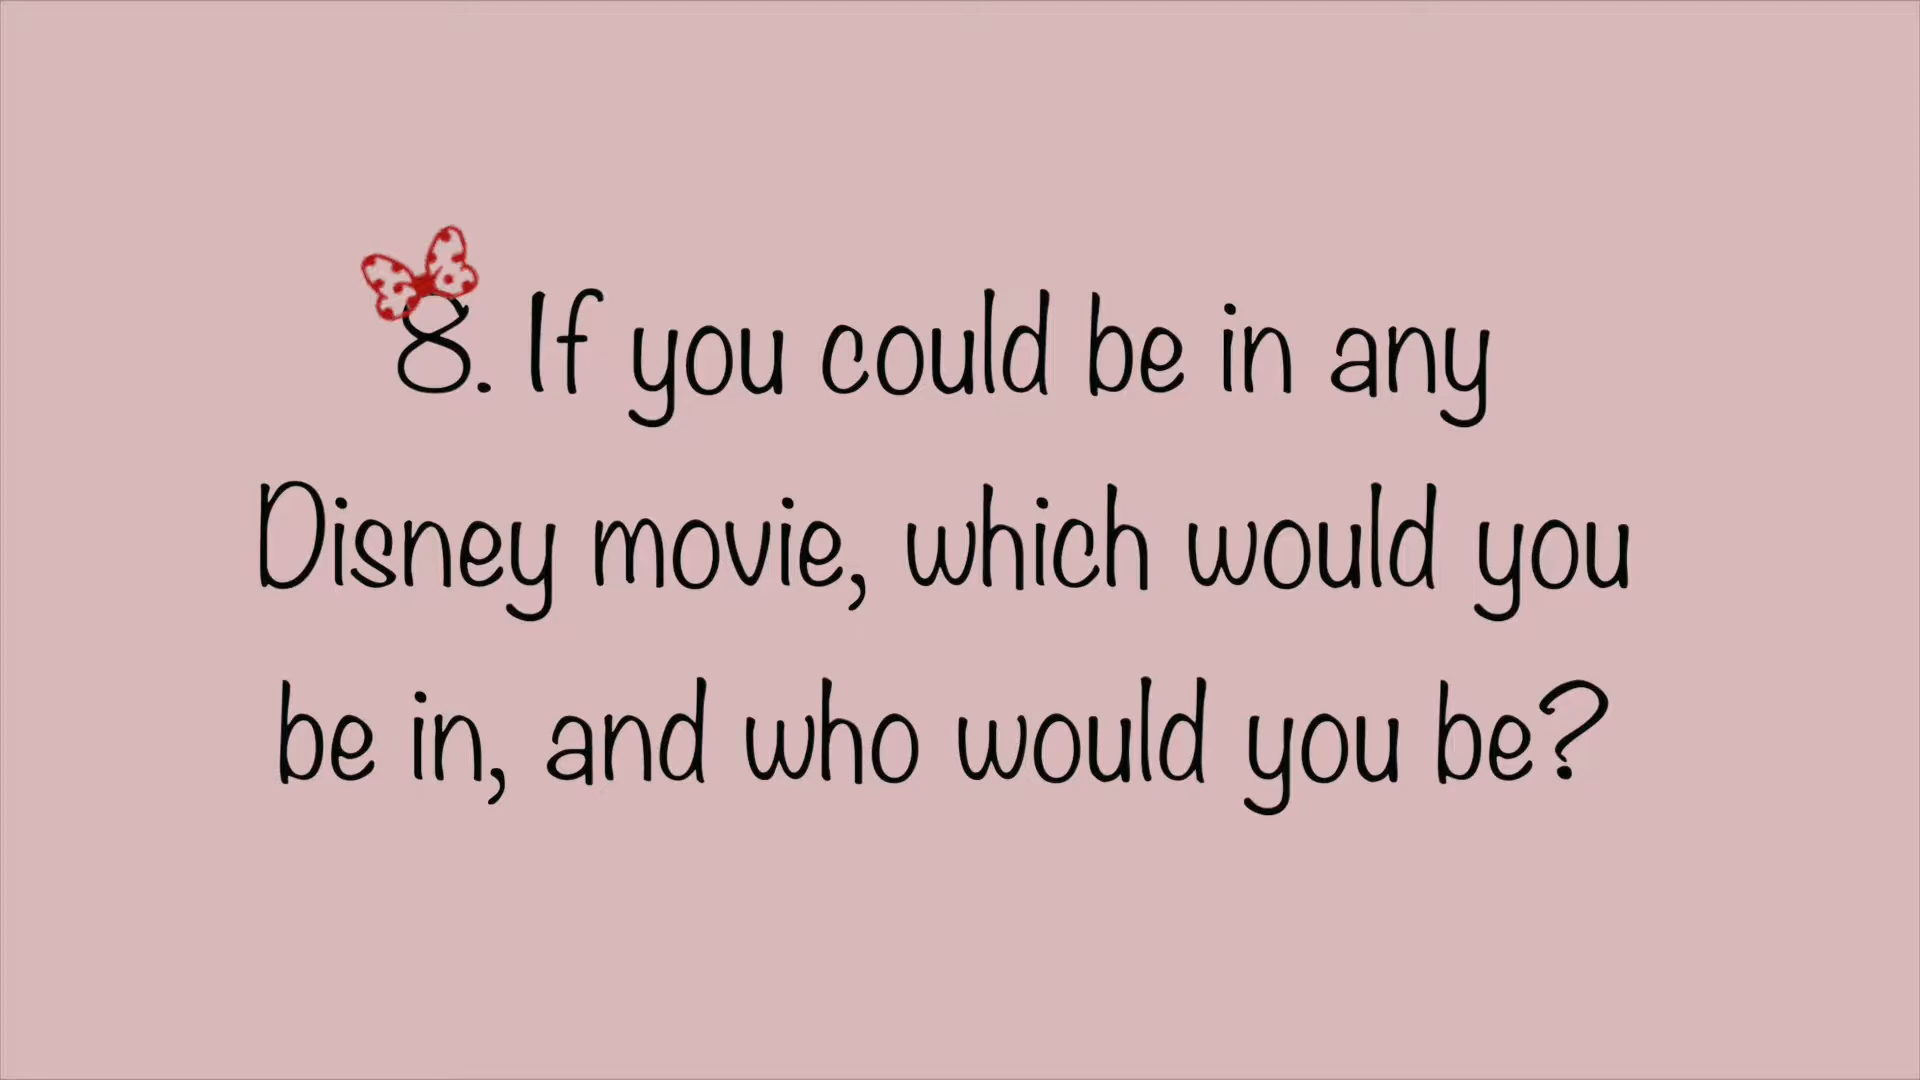 8. If you could be in any
Disney movie, which would you
be in, and who would you be?